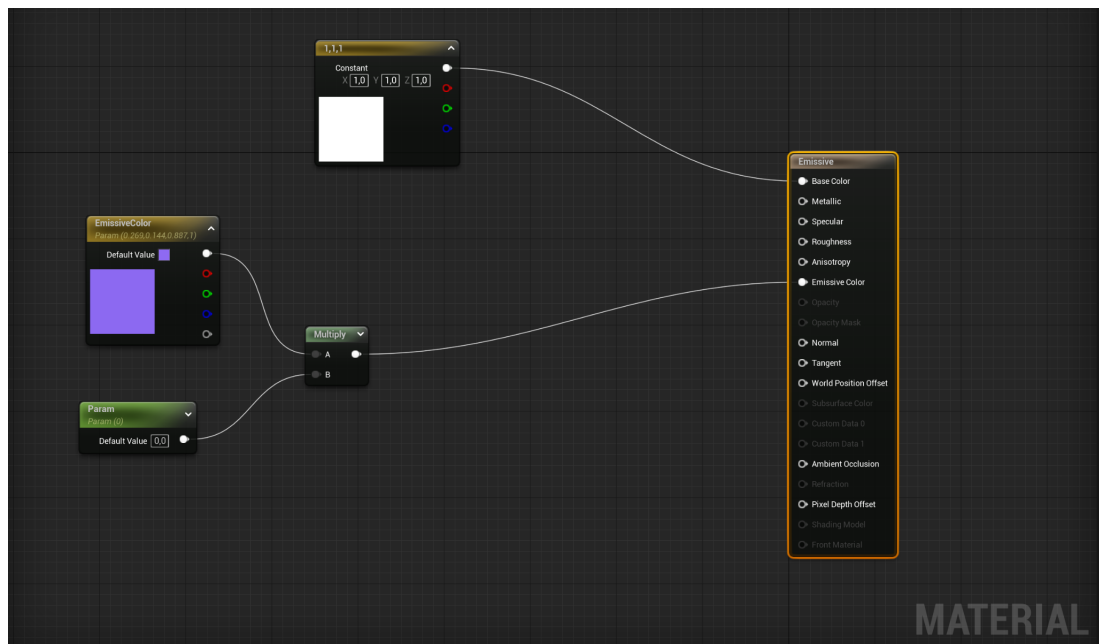 1,1,1
Constant
X 1,0 Y 1,0 Z 1,0
EmissiveColor
Param (0.269,0.144,0.887,1)
Default Value
Multiply
A
B
Param
Param (0)
Default Value 0,0
Emissive
Base Color
Metallic
Specular
Roughness
Anisotropy
Emissive Color
Opacity
Opacity Mask
Normal
Tangent
World Position Offset
Subsurface Color
Custom Data 0
Custom Data 1
Ambient Occlusion
Refraction
Pixel Depth Offset
Shading Model
Front Material
MATERIAL